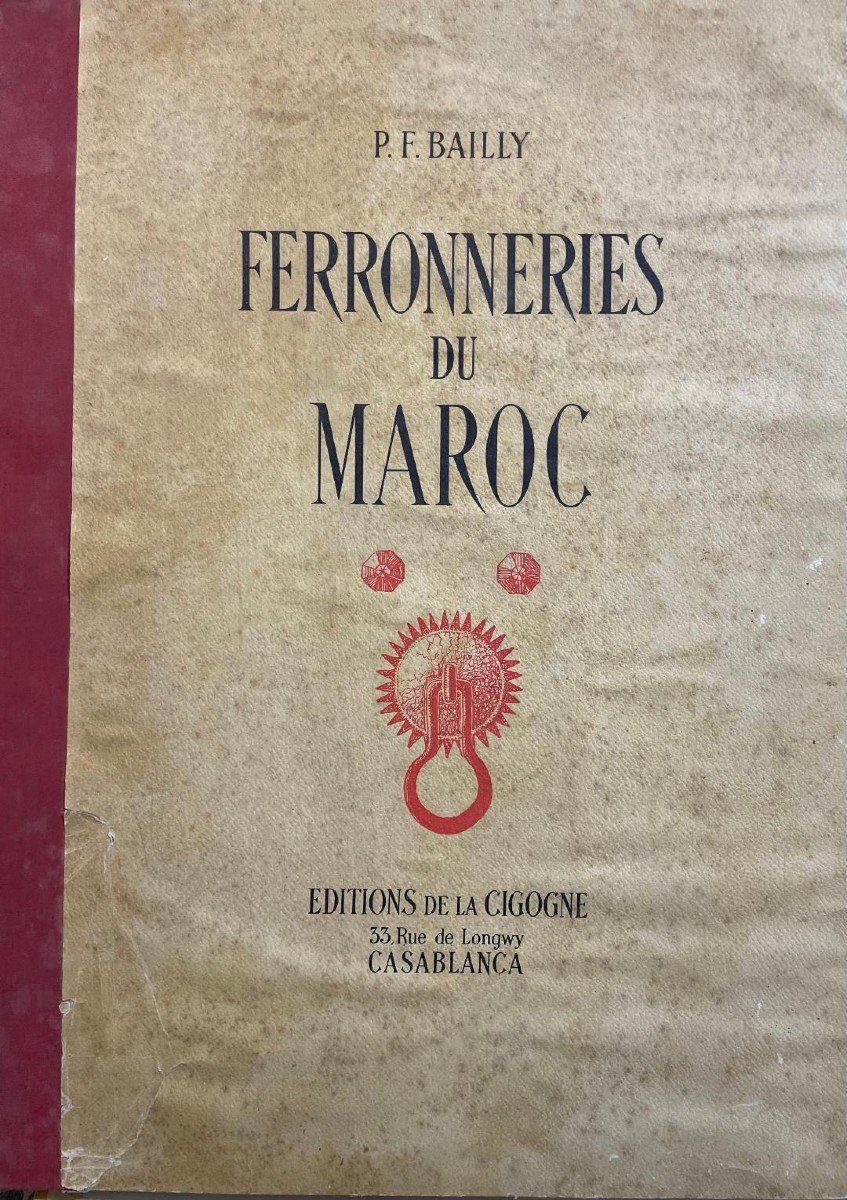 P. F. BAILLY
FERRONNERIES
DU
MAROC
EDITIONS DE LA CIGOGNE
33, Rue de Longwy
CASABLANCA